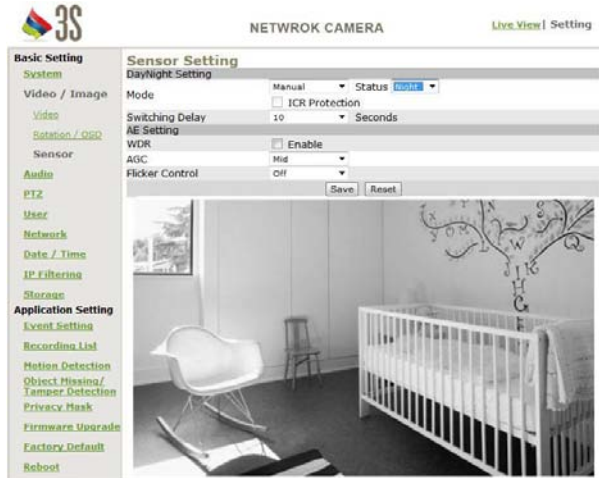 3S
NETWROK CAMERA
Live View| Setting
Basic Setting
System
Video / Image
Video
Rotation / OSD
Sensor
Audio
PTZ
User
Network
Date / Time
IP Filtering
Storage
Application Setting
Event Setting
Recording List
Motion Detection
Object Missing/
Tamper Detection
Privacy Mask
Firmware Upgrade
Factory Default
Reboot
Sensor Setting
DayNight Setting
Mode Manual Status Night
ICR Protection
Switching Delay 10 Seconds
AE Setting
WDR Enable
AGC Mid
Flicker Control Off
Save Reset